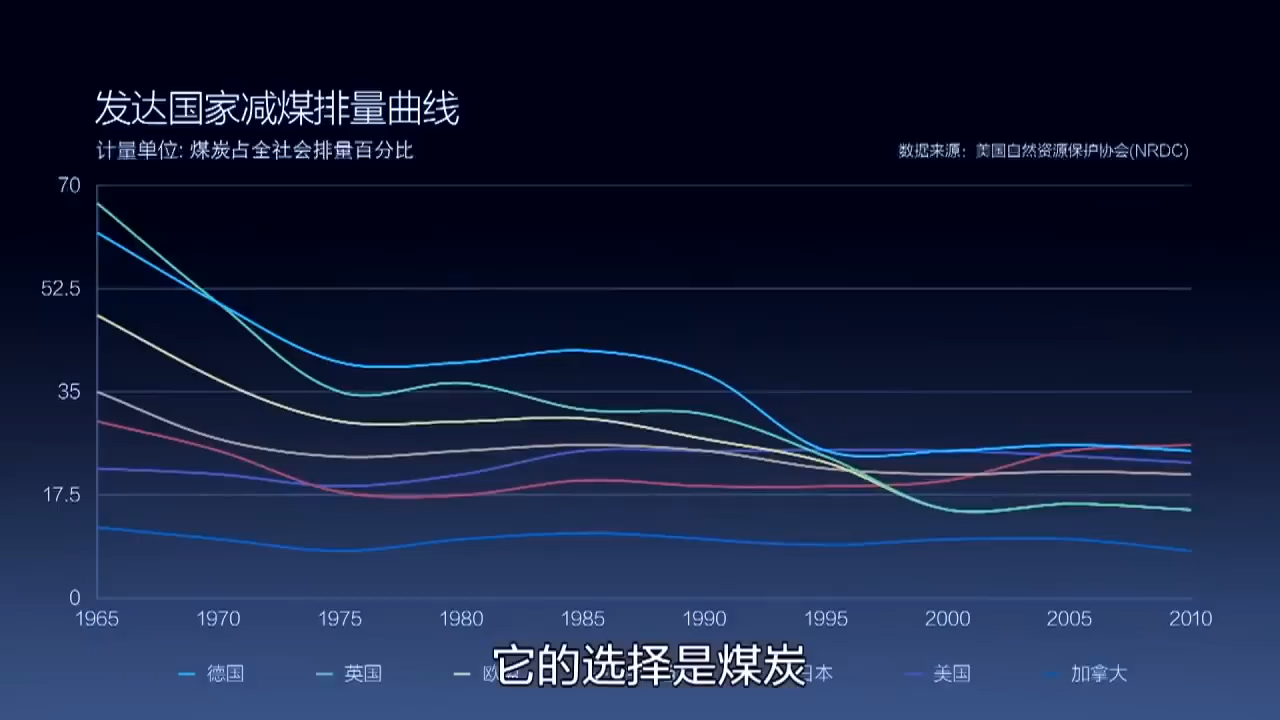 发达国家减煤排量曲线
计量单位: 煤炭占全社会排量百分比
数据来源：美国自然资源保护协会(NRDC)
70
52.5
35
17.5
0
1965 1970 1975 1980 1985 1990 1995 2000 2005 2010
德国 英国 日本 美国 加拿大
它的选择是煤炭